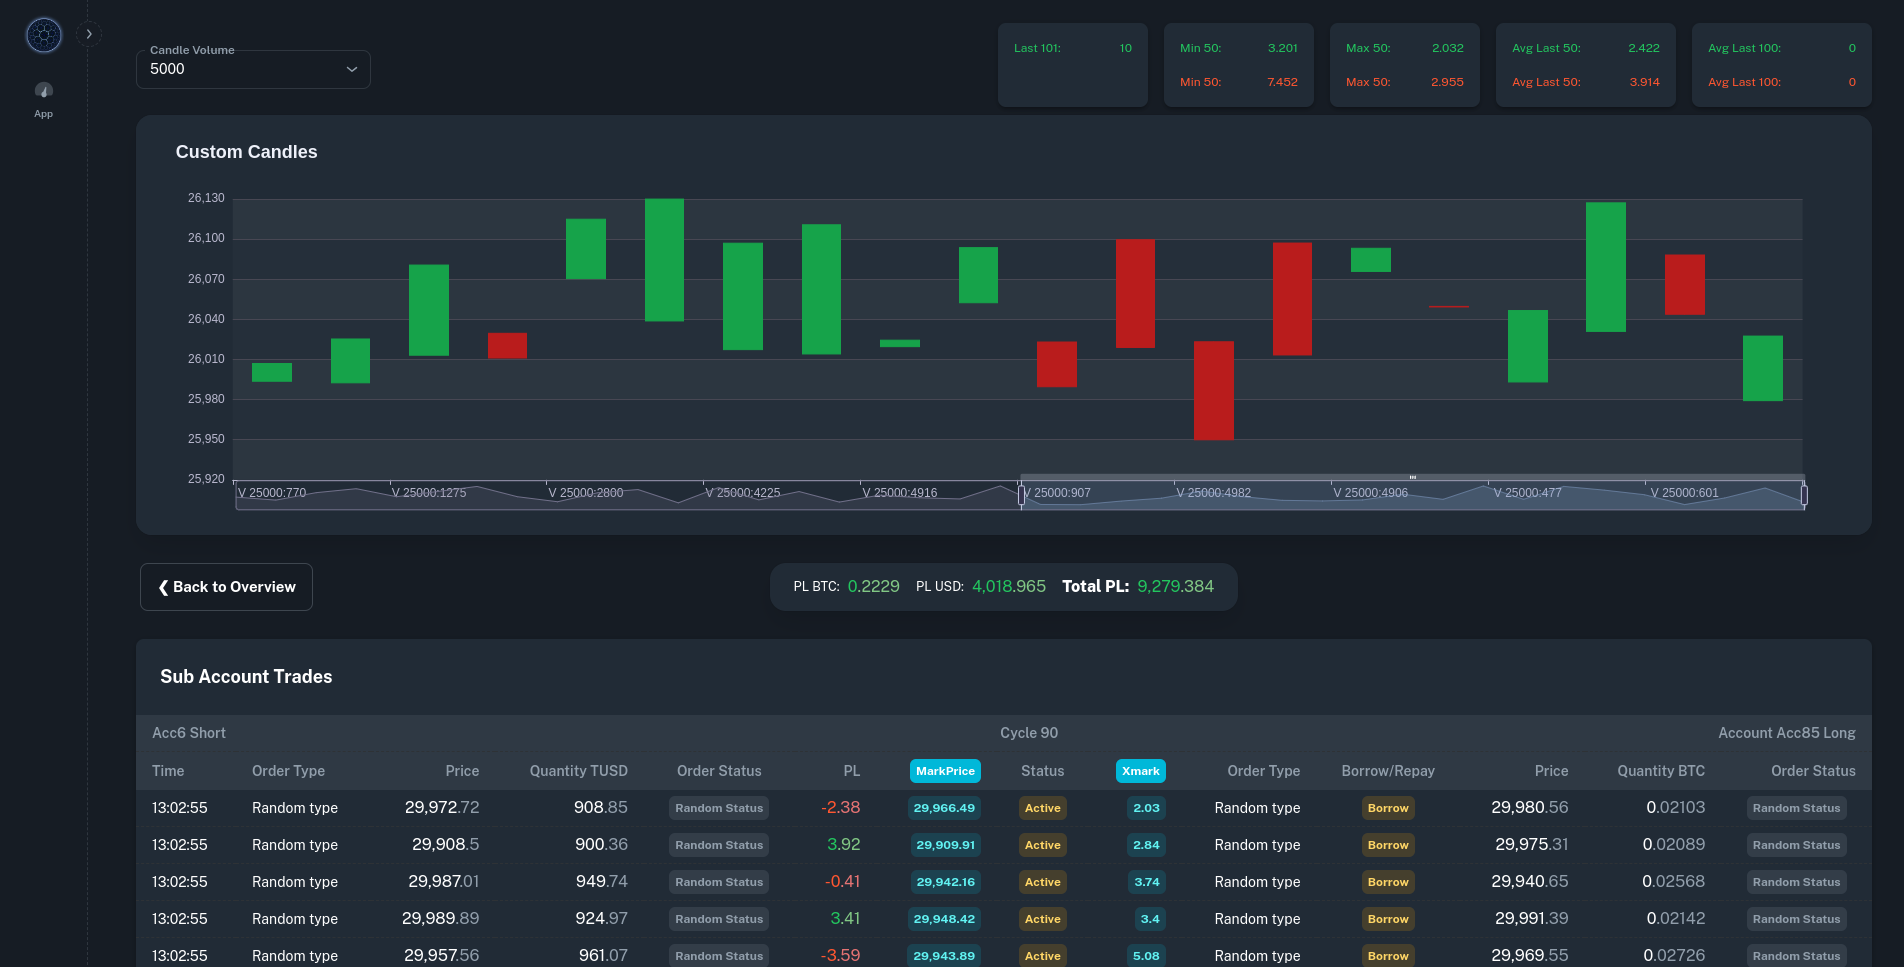 App
Candle Volume
5000
Last 101: 10
Min 50: 3.201
Min 50: 7.452
Max 50: 2.032
Max 50: 2.955
Avg Last 50: 2.422
Avg Last 50: 3.914
Avg Last 100: 0
Avg Last 100: 0
Custom Candles
26,130
26,100
26,070
26,040
26,010
25,980
25,950
25,920
V 25000:770 V 25000:1275 V 25000:2800 V 25000:4225 V 25000:4916 V 25000:907 V 25000:4982 V 25000:4906 V 25000:477 V 25000:601
❮ Back to Overview
PL BTC: 0.2229 PL USD: 4,018.965 Total PL: 9,279.384
Sub Account Trades
Acc6 Short Cycle 90 Account Acc85 Long
Time Order Type Price Quantity TUSD Order Status PL MarkPrice Status Xmark Order Type Borrow/Repay Price Quantity BTC Order Status
13:02:55 Random type 29,972.72 908.85 Random Status -2.38 29,966.49 Active 2.03 Random type Borrow 29,980.56 0.02103 Random Status
13:02:55 Random type 29,908.5 900.36 Random Status 3.92 29,909.91 Active 2.84 Random type Borrow 29,975.31 0.02089 Random Status
13:02:55 Random type 29,987.01 949.74 Random Status -0.41 29,942.16 Active 3.74 Random type Borrow 29,940.65 0.02568 Random Status
13:02:55 Random type 29,989.89 924.97 Random Status 3.41 29,948.42 Active 3.4 Random type Borrow 29,991.39 0.02142 Random Status
13:02:55 Random type 29,957.56 961.07 Random Status -3.59 29,943.89 Active 5.08 Random type Borrow 29,969.55 0.02726 Random Status